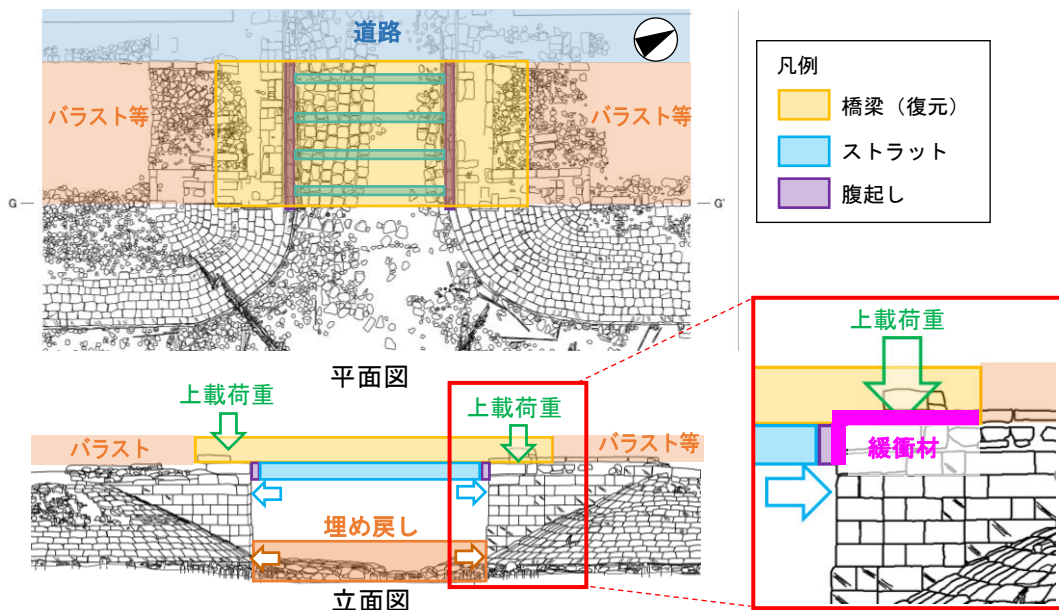 道路
バラスト等
バラスト等
G
G'
平面図
凡例
橋梁（復元）
ストラット
腹起し
上載荷重
上載荷重
バラスト
バラスト等
埋め戻し
立面図
上載荷重
緩衝材